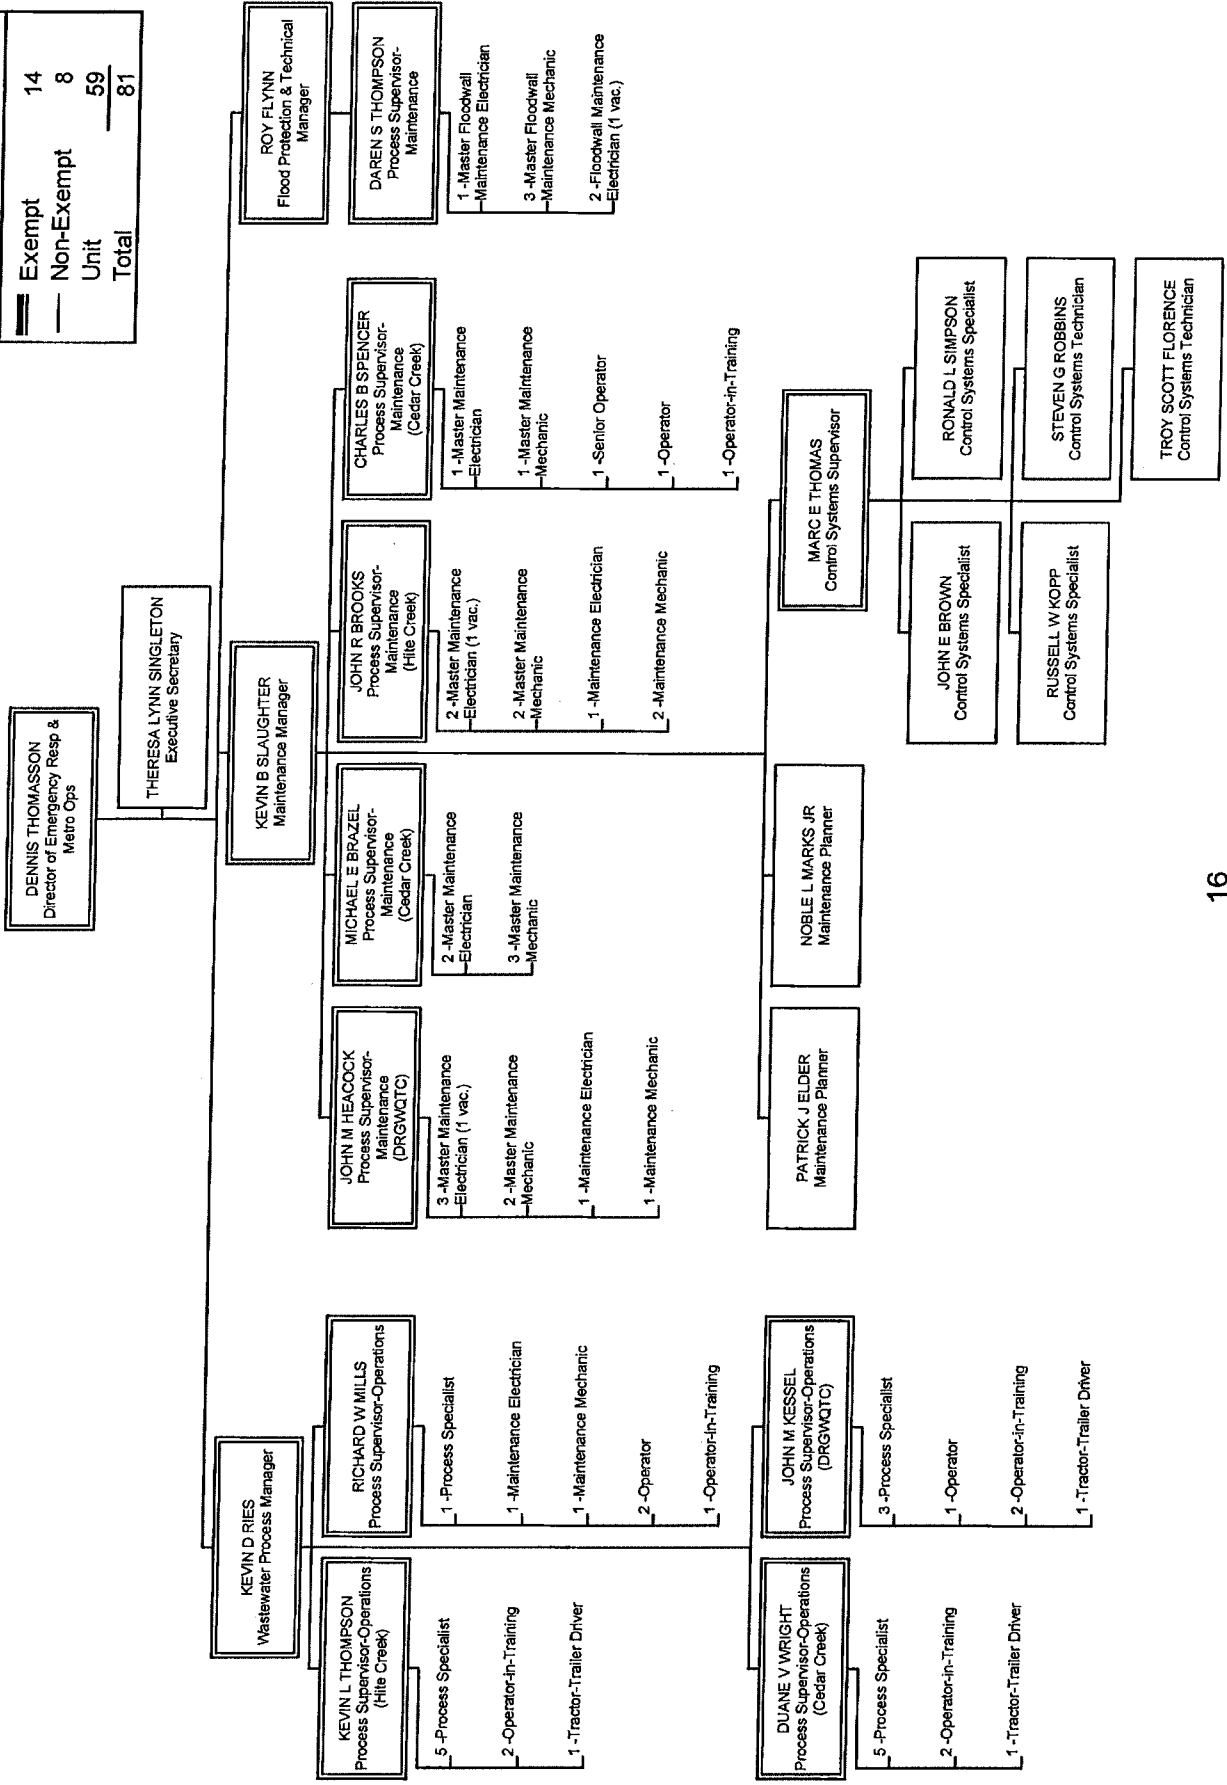 Exempt 14
Non-Exempt 8
Unit 59
Total 81
DENNIS THOMASSON
Director of Emergency Resp &
Metro Ops
THERESA LYNN SINGLETON
Executive Secretary
KEVIN D RIES
Wastewater Process Manager
KEVIN B SLAUGHTER
Maintenance Manager
ROY FLYNN
Flood Protection & Technical
Manager
KEVIN L THOMPSON
Process Supervisor-Operations
(Hite Creek)
5 -Process Specialist
2 -Operator-in-Training
1 -Tractor-Trailer Driver
RICHARD W MILLS
Process Supervisor-Operations
1 -Process Specialist
1 -Maintenance Electrician
1 -Maintenance Mechanic
2 -Operator
1 -Operator-in-Training
DUANE V WRIGHT
Process Supervisor-Operations
(Cedar Creek)
5 -Process Specialist
2 -Operator-in-Training
1 -Tractor-Trailer Driver
JOHN M KESSEL
Process Supervisor-Operations
(DRGWQTC)
3 -Process Specialist
1 -Operator
2 -Operator-in-Training
1 -Tractor-Trailer Driver
JOHN M HEACOCK
Process Supervisor-
Maintenance
(DRGWQTC)
3 -Master Maintenance
Electrician (1 vac.)
2 -Master Maintenance
Mechanic
1 -Maintenance Electrician
1 -Maintenance Mechanic
MICHAEL E BRAZEL
Process Supervisor-
Maintenance
(Cedar Creek)
2 -Master Maintenance
Electrician
3 -Master Maintenance
Mechanic
JOHN R BROOKS
Process Supervisor-
Maintenance
(Hite Creek)
2 -Master Maintenance
Electrician (1 vac.)
2 -Master Maintenance
Mechanic
1 -Maintenance Electrician
2 -Maintenance Mechanic
CHARLES B SPENCER
Process Supervisor-
Maintenance
(Cedar Creek)
1 -Master Maintenance
Electrician
1 -Master Maintenance
Mechanic
1 -Senior Operator
1 -Operator
1 -Operator-in-Training
DAREN S THOMPSON
Process Supervisor-
Maintenance
1 -Master Floodwall
Maintenance Electrician
3 -Master Floodwall
Maintenance Mechanic
2 -Floodwall Maintenance
Electrician (1 vac.)
PATRICK J ELDER
Maintenance Planner
NOBLE L MARKS JR
Maintenance Planner
MARC E THOMAS
Control Systems Supervisor
JOHN E BROWN
Control Systems Specialist
RONALD L SIMPSON
Control Systems Specialist
RUSSELL W KOPP
Control Systems Specialist
STEVEN G ROBBINS
Control Systems Technician
TROY SCOTT FLORENCE
Control Systems Technician
16